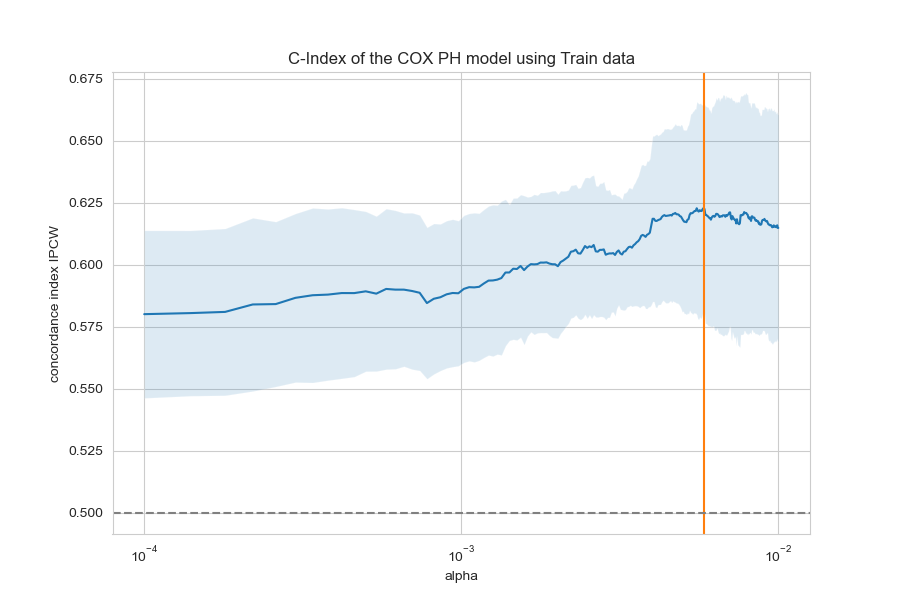 C-Index of the COX PH model using Train data
0.675
0.650
0.625
0.600
0.575
0.550
0.525
0.500
concordance index IPCW
10⁻⁴ 10⁻³ 10⁻²
alpha